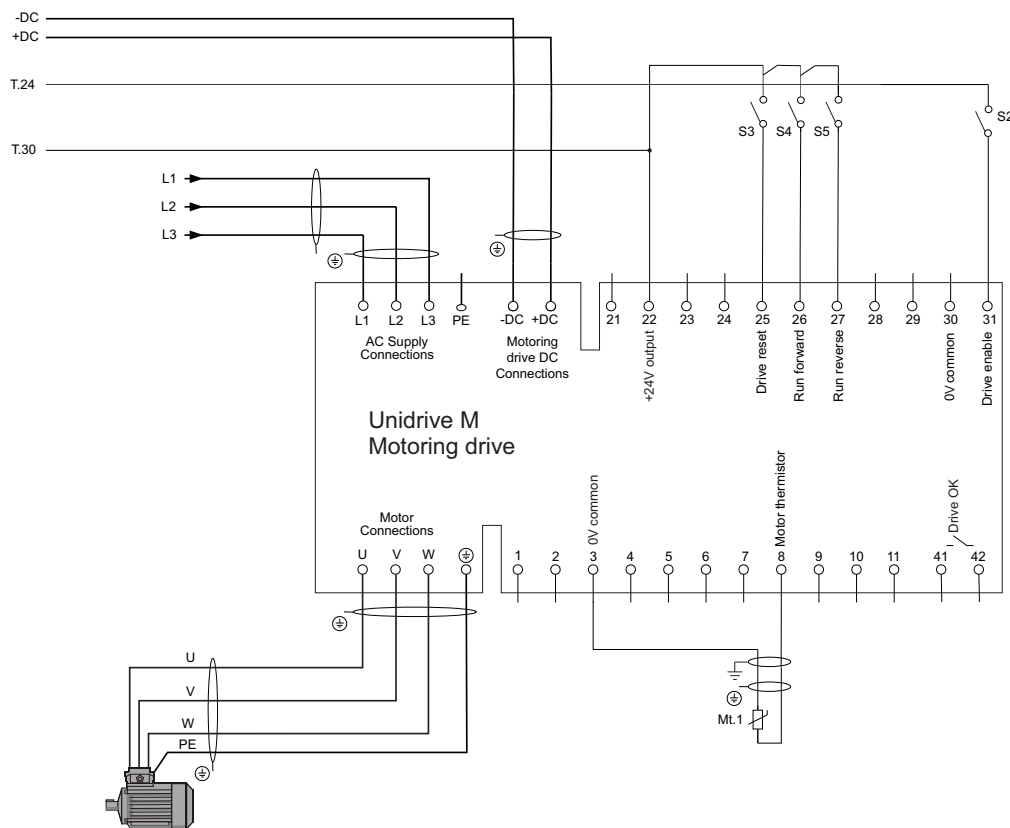 -DC
+DC
T.24
T.30
S3
S4
S5
S2
L1
L2
L3
L1
L2
L3
PE
-DC
+DC
21
22
23
24
25
26
27
28
29
30
31
AC Supply
Connections
Motoring
drive DC
Connections
+24V output
Drive reset
Run forward
Run reverse
0V common
Drive enable
Unidrive M
Motoring drive
Motor
Connections
0V common
Motor thermistor
Drive OK
U
V
W
1
2
3
4
5
6
7
8
9
10
11
41
42
U
V
W
PE
Mt.1